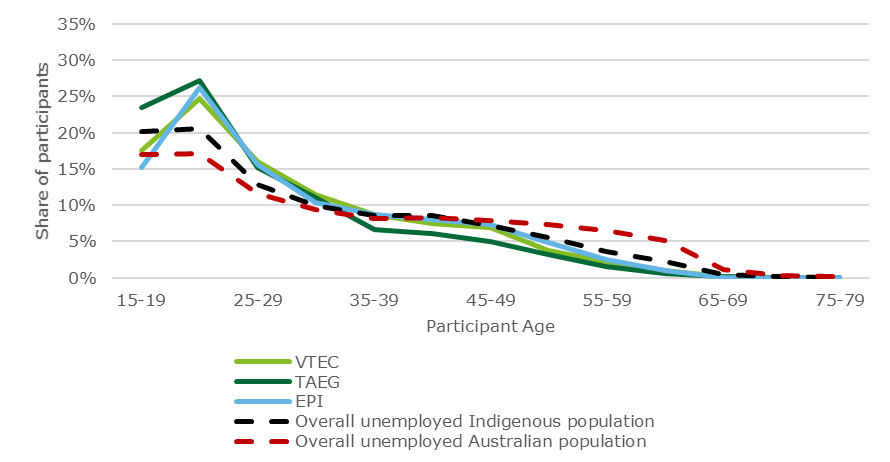 35%
30%
25%
20%
15%
10%
5%
0%
Share of participants
15-19 25-29 35-39 45-49 55-59 65-69 75-79
Participant Age
VTEC
TAEG
EPI
Overall unemployed Indigenous population
Overall unemployed Australian population